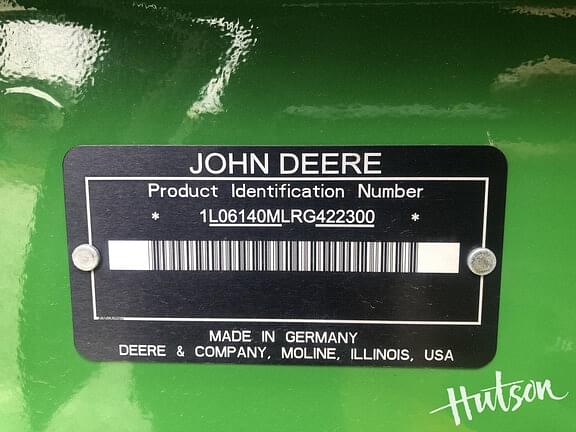 JOHN DEERE
Product Identification Number
* 1L06140MLRG422300 *
MADE IN GERMANY
DEERE & COMPANY, MOLINE, ILLINOIS, USA
Hutson